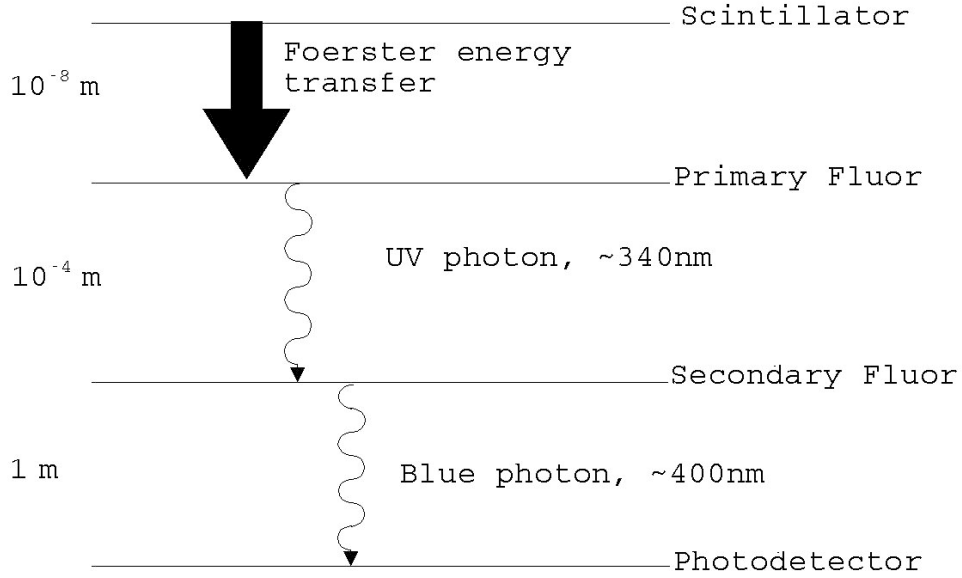 Scintillator
Foerster energy
transfer
10⁻⁸ m
Primary Fluor
UV photon, ~340nm
10⁻⁴ m
Secondary Fluor
Blue photon, ~400nm
1 m
Photodetector